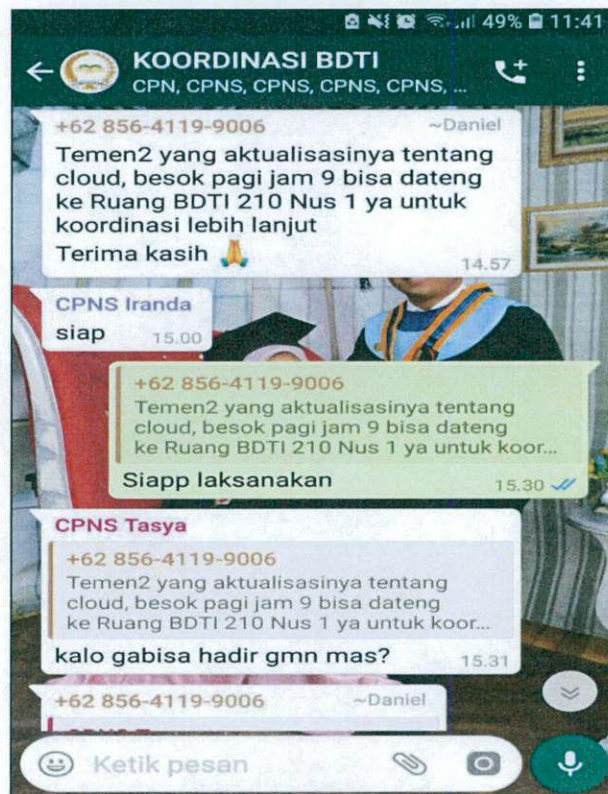 49% 11:41
KOORDINASI BDTI
CPN, CPNS, CPNS, CPNS, CPNS, ...
+62 856-4119-9006 ~Daniel
Temen2 yang aktualisasinya tentang
cloud, besok pagi jam 9 bisa dateng
ke Ruang BDTI 210 Nus 1 ya untuk
koordinasi lebih lanjut
Terima kasih 🙏 14.57
CPNS Iranda
siap 15.00
+62 856-4119-9006
Temen2 yang aktualisasinya tentang
cloud, besok pagi jam 9 bisa dateng
ke Ruang BDTI 210 Nus 1 ya untuk koor...
Siapp laksanakan 15.30
CPNS Tasya
+62 856-4119-9006
Temen2 yang aktualisasinya tentang
cloud, besok pagi jam 9 bisa dateng
ke Ruang BDTI 210 Nus 1 ya untuk koor...
kalo gabisa hadir gmn mas? 15.31
+62 856-4119-9006 ~Daniel
Ketik pesan